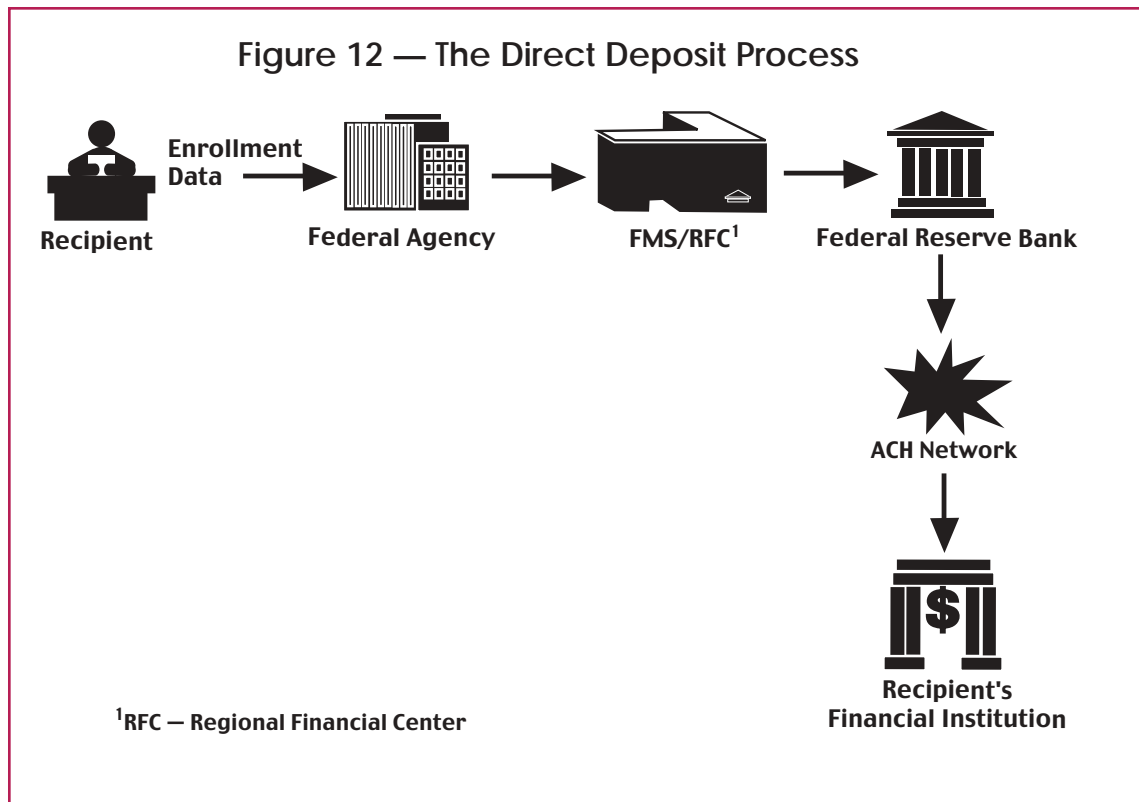 Figure 12 — The Direct Deposit Process
Enrollment
Data
Recipient
Federal Agency
FMS/RFC¹
Federal Reserve Bank
ACH Network
$
Recipient's
Financial Institution
¹RFC — Regional Financial Center